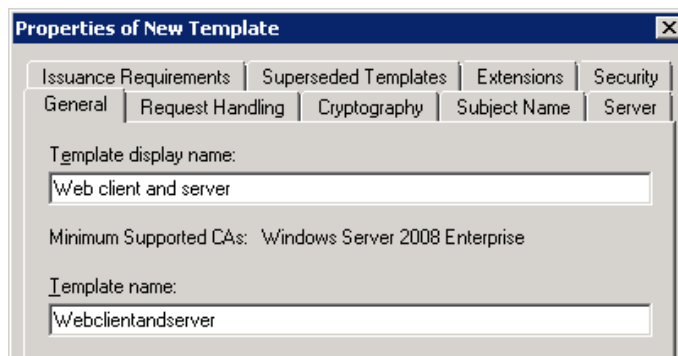 Properties of New Template
Issuance Requirements Superseded Templates Extensions Security
General Request Handling Cryptography Subject Name Server
Template display name:
Web client and server
Minimum Supported CAs: Windows Server 2008 Enterprise
Template name:
Webclientandserver